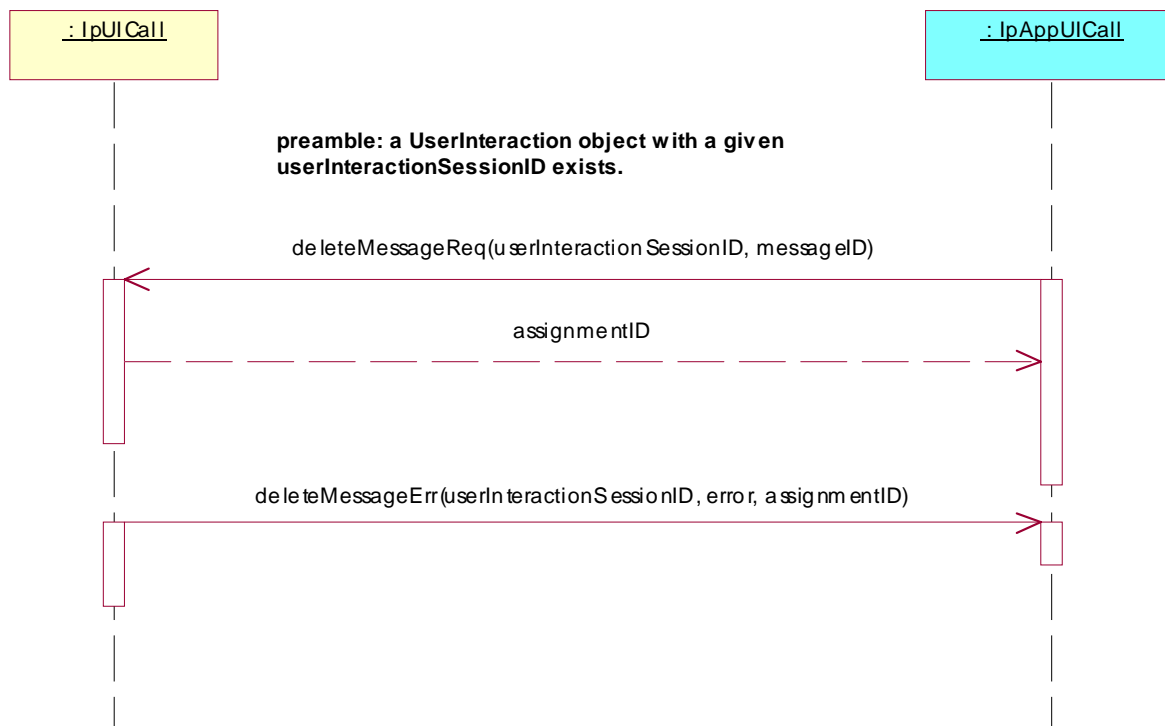 : IpUICall
: IpAppUICall
preamble: a UserInteraction object with a given
userInteractionSessionID exists.
deleteMessageReq(userInteractionSessionID, messageID)
assignmentID
deleteMessageErr(userInteractionSessionID, error, assignmentID)